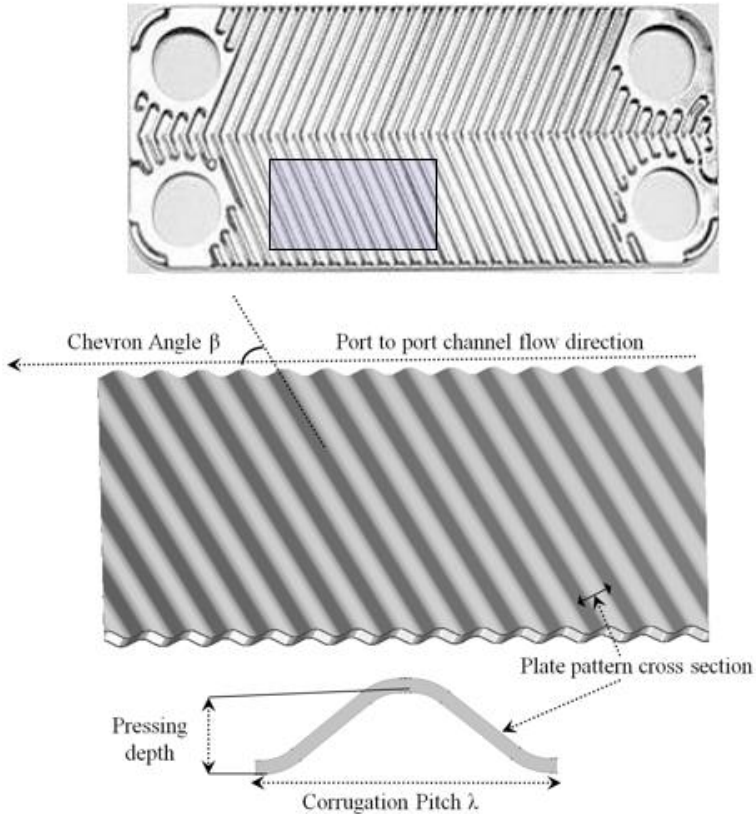 Chevron Angle β
Port to port channel flow direction
Plate pattern cross section
Pressing
depth
Corrugation Pitch λ